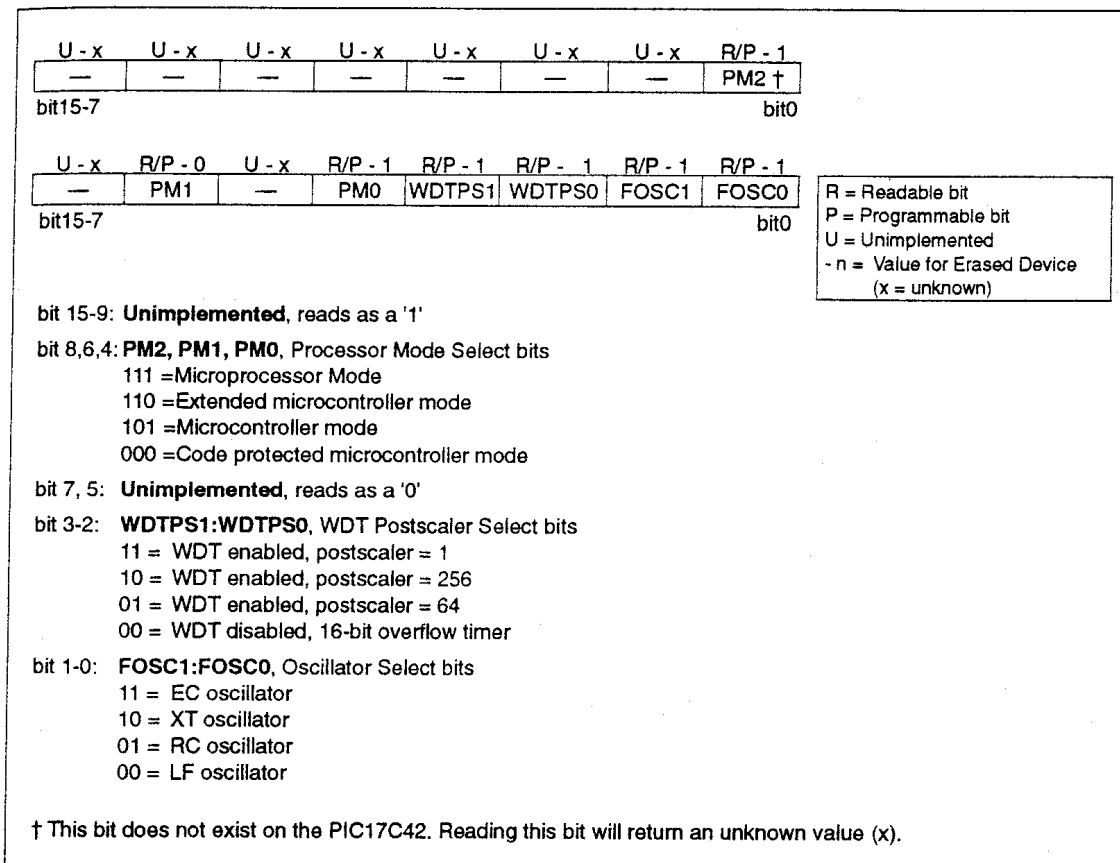 U - x U - x U - x U - x U - x U - x U - x R/P - 1
— — — — — — — PM2 †
bit15-7 bit0
U - x R/P - 0 U - x R/P - 1 R/P - 1 R/P - 1 R/P - 1 R/P - 1
— PM1 — PM0 WDTPS1 WDTPS0 FOSC1 FOSC0
bit15-7 bit0
R = Readable bit
P = Programmable bit
U = Unimplemented
- n = Value for Erased Device
(x = unknown)
bit 15-9: Unimplemented, reads as a '1'
bit 8,6,4: PM2, PM1, PM0, Processor Mode Select bits
111 =Microprocessor Mode
110 =Extended microcontroller mode
101 =Microcontroller mode
000 =Code protected microcontroller mode
bit 7, 5: Unimplemented, reads as a '0'
bit 3-2: WDTPS1:WDTPS0, WDT Postscaler Select bits
11 = WDT enabled, postscaler = 1
10 = WDT enabled, postscaler = 256
01 = WDT enabled, postscaler = 64
00 = WDT disabled, 16-bit overflow timer
bit 1-0: FOSC1:FOSC0, Oscillator Select bits
11 = EC oscillator
10 = XT oscillator
01 = RC oscillator
00 = LF oscillator
† This bit does not exist on the PIC17C42. Reading this bit will return an unknown value (x).